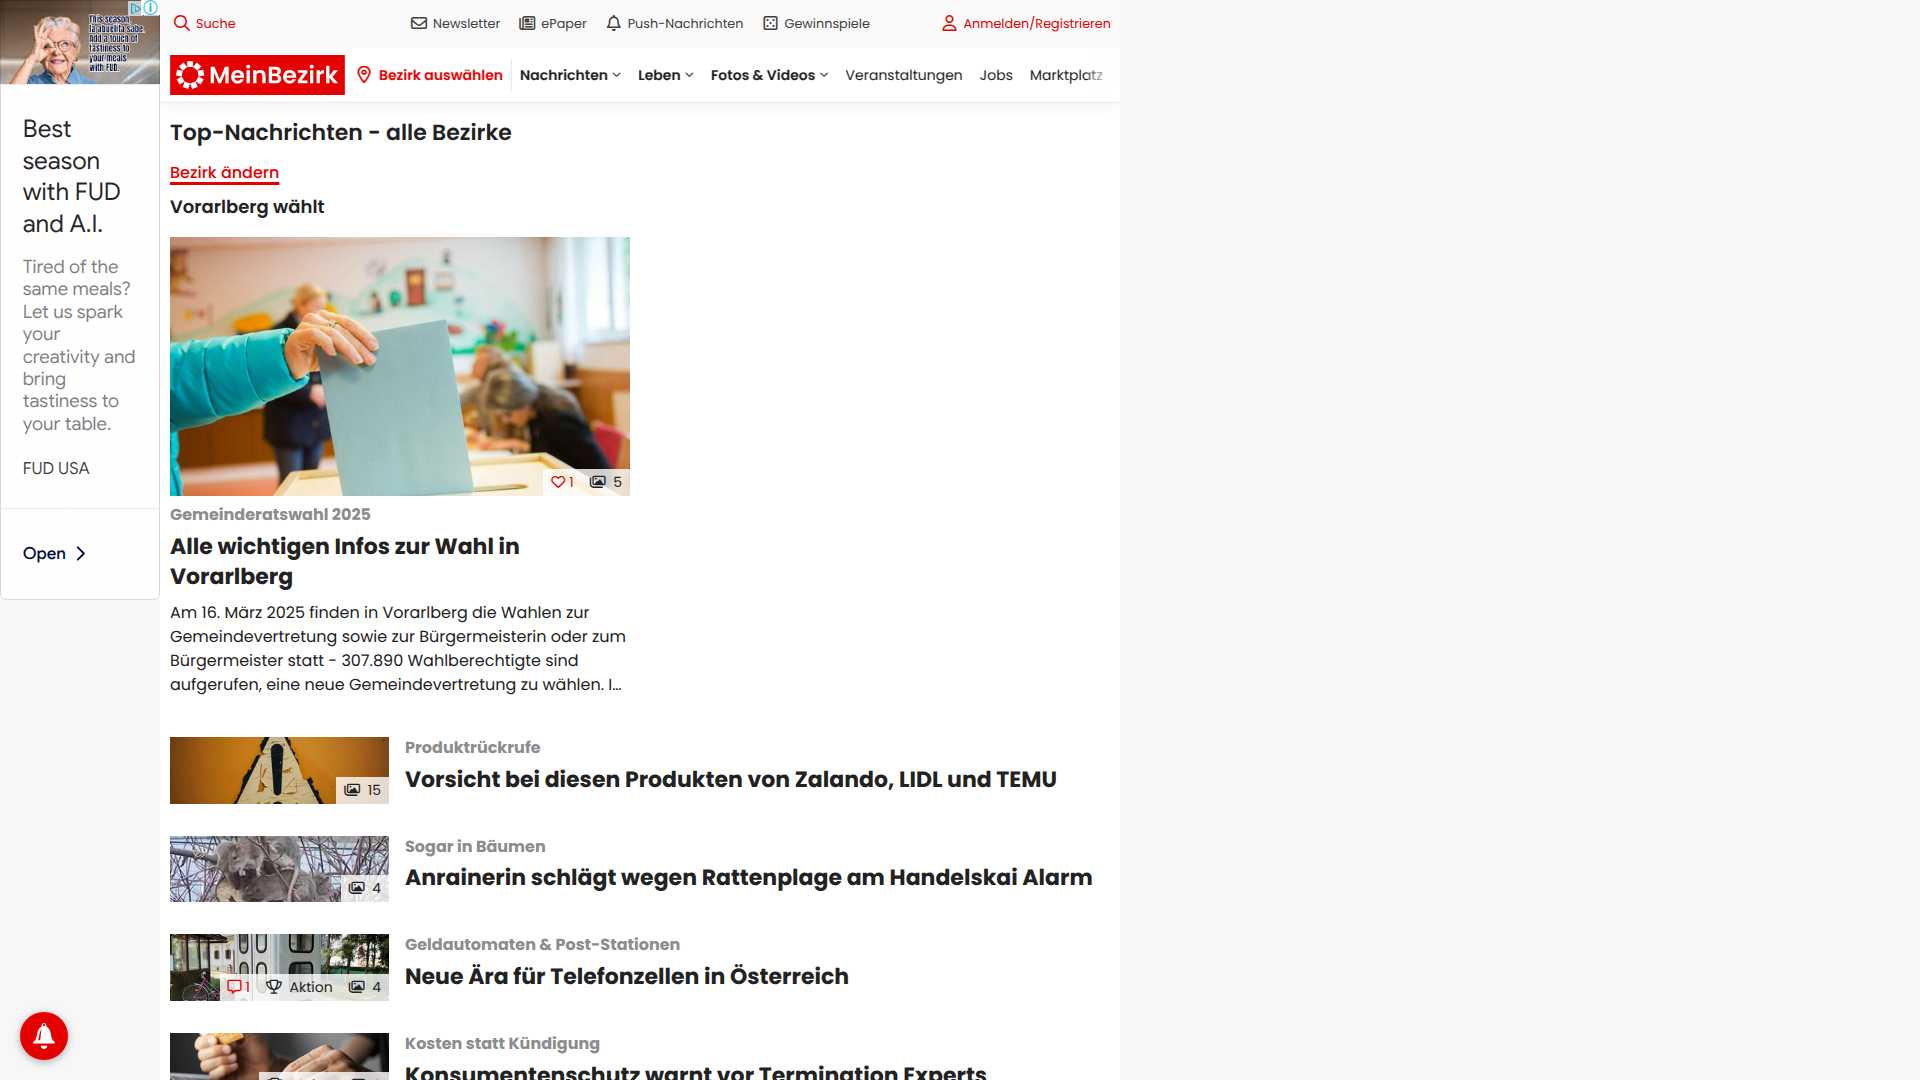 This season,
la abuelita sabe.
Add a touch of
tastiness to
your meals
with FUD.
Best
season
with FUD
and A.I.
Tired of the
same meals?
Let us spark
your
creativity and
bring
tastiness to
your table.
FUD USA
Open
Suche
Newsletter
ePaper
Push-Nachrichten
Gewinnspiele
Anmelden/Registrieren
MeinBezirk
Bezirk auswählen
Nachrichten
Leben
Fotos & Videos
Veranstaltungen
Jobs
Marktplatz
Top-Nachrichten - alle Bezirke
Bezirk ändern
Vorarlberg wählt
1
5
Gemeinderatswahl 2025
Alle wichtigen Infos zur Wahl in
Vorarlberg
Am 16. März 2025 finden in Vorarlberg die Wahlen zur
Gemeindevertretung sowie zur Bürgermeisterin oder zum
Bürgermeister statt - 307.890 Wahlberechtigte sind
aufgerufen, eine neue Gemeindevertretung zu wählen. I...
15
Produktrückrufe
Vorsicht bei diesen Produkten von Zalando, LIDL und TEMU
4
Sogar in Bäumen
Anrainerin schlägt wegen Rattenplage am Handelskai Alarm
1
Aktion
4
Geldautomaten & Post-Stationen
Neue Ära für Telefonzellen in Österreich
Kosten statt Kündigung
Konsumentenschutz warnt vor Termination Experts